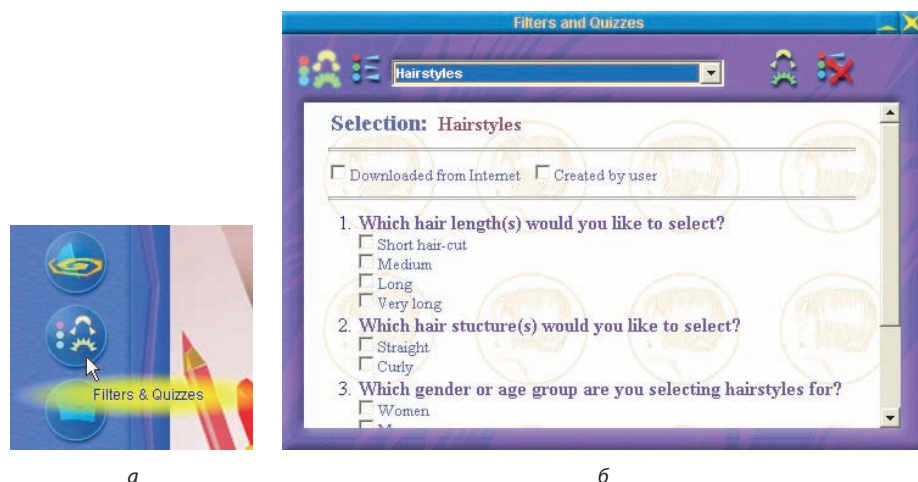 Filters and Quizzes
Hairstyles
Selection: Hairstyles
Downloaded from Internet Created by user
1. Which hair length(s) would you like to select?
Short hair-cut
Medium
Long
Very long
2. Which hair stucture(s) would you like to select?
Straight
Curly
3. Which gender or age group are you selecting hairstyles for?
Women
Filters & Quizzes
а
б